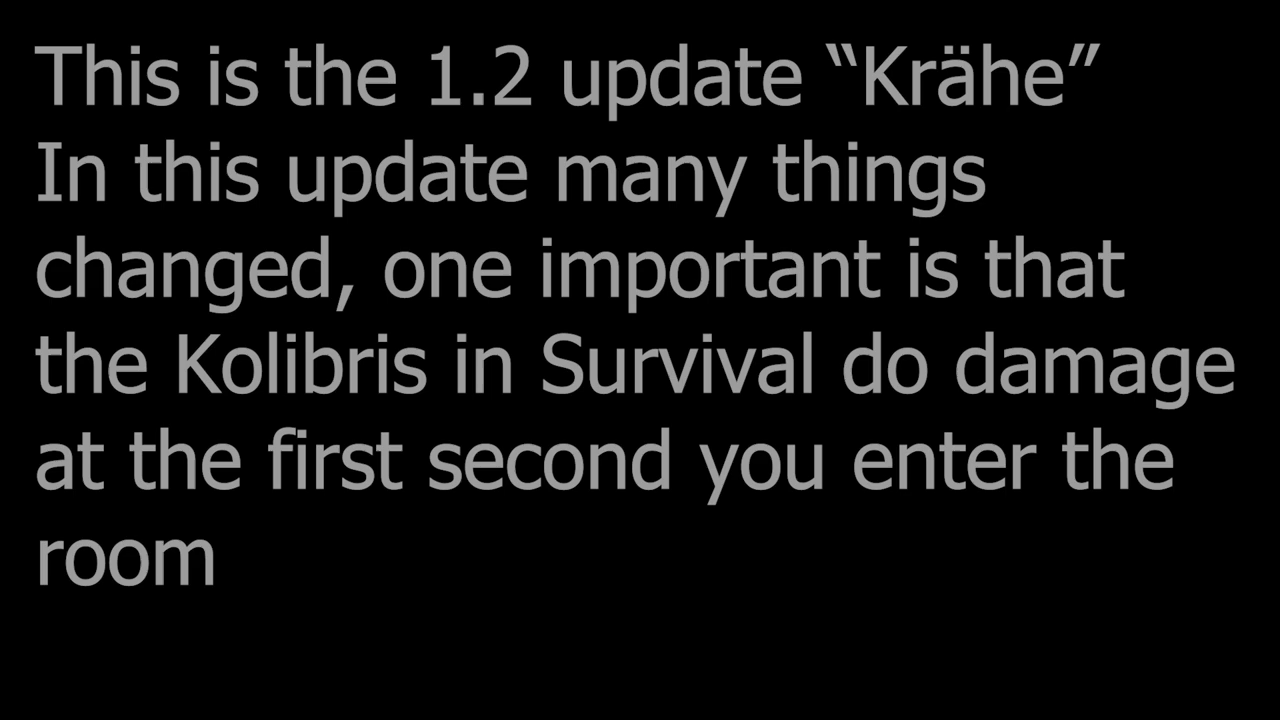 This is the 1.2 update “Krähe”
In this update many things
changed, one important is that
the Kolibris in Survival do damage
at the first second you enter the
room